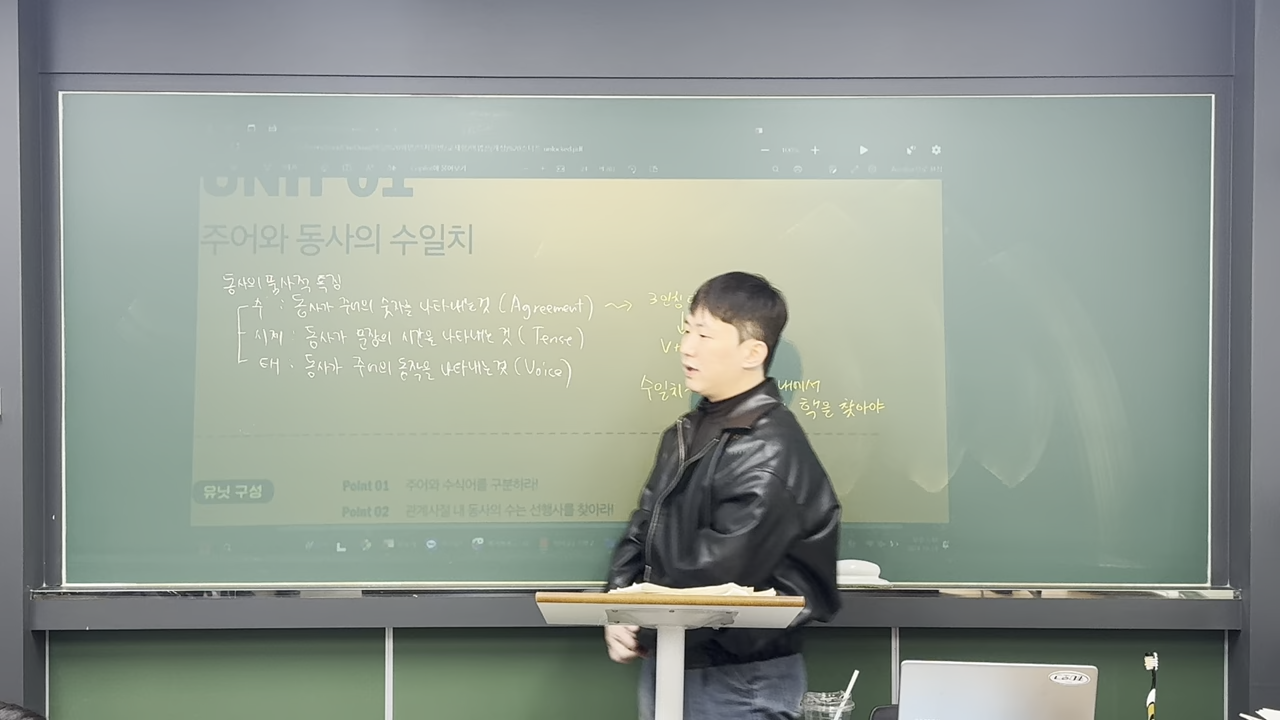 UNIT 01
주어와 동사의 수일치
동사의 품사적 특징
수 : 동사가 주어의 숫자를 나타내는 것 (Agreement) → 3인칭
시제 : 동사가 문장의 시간을 나타내는 것 (Tense)
태 : 동사가 주어의 동작을 나타내는 것 (Voice)
V+
수일치 내에서
핵을 찾아야
유닛 구성
Point 01 주어와 수식어를 구분하라!
Point 02 관계사절 내 동사의 수는 선행사를 찾아라!